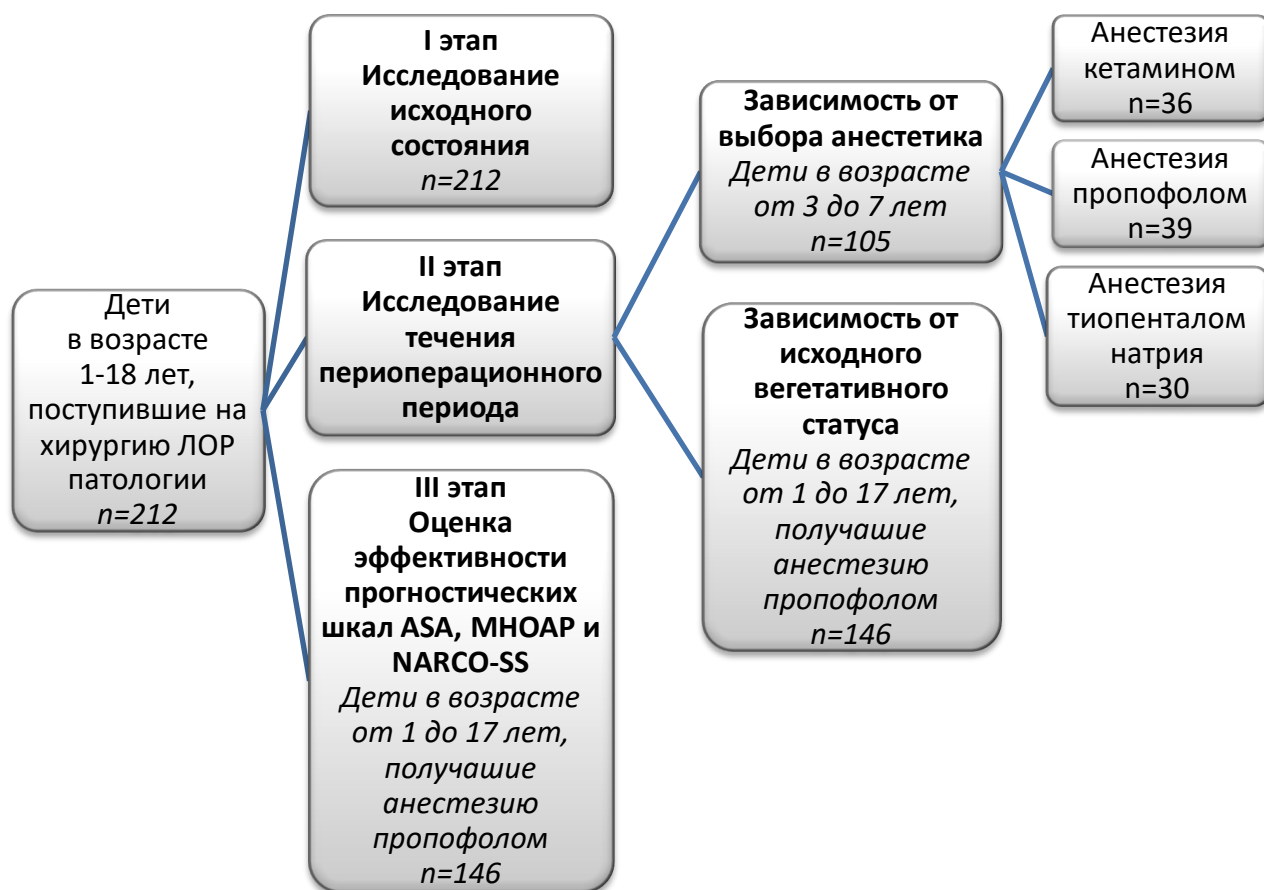 Дети
в возрасте
1-18 лет,
поступившие на
хирургию ЛОР
патологии
n=212
I этап
Исследование
исходного
состояния
n=212
II этап
Исследование
течения
периоперационного
периода
III этап
Оценка
эффективности
прогностических
шкал ASA, МНОАР и
NARCO-SS
Дети в возрасте
от 1 до 17 лет,
получашие
анестезию
пропофолом
n=146
Зависимость от
выбора анестетика
Дети в возрасте
от 3 до 7 лет
n=105
Зависимость от
исходного
вегетативного
статуса
Дети в возрасте
от 1 до 17 лет,
получашие
анестезию
пропофолом
n=146
Анестезия
кетамином
n=36
Анестезия
пропофолом
n=39
Анестезия
тиопенталом
натрия
n=30